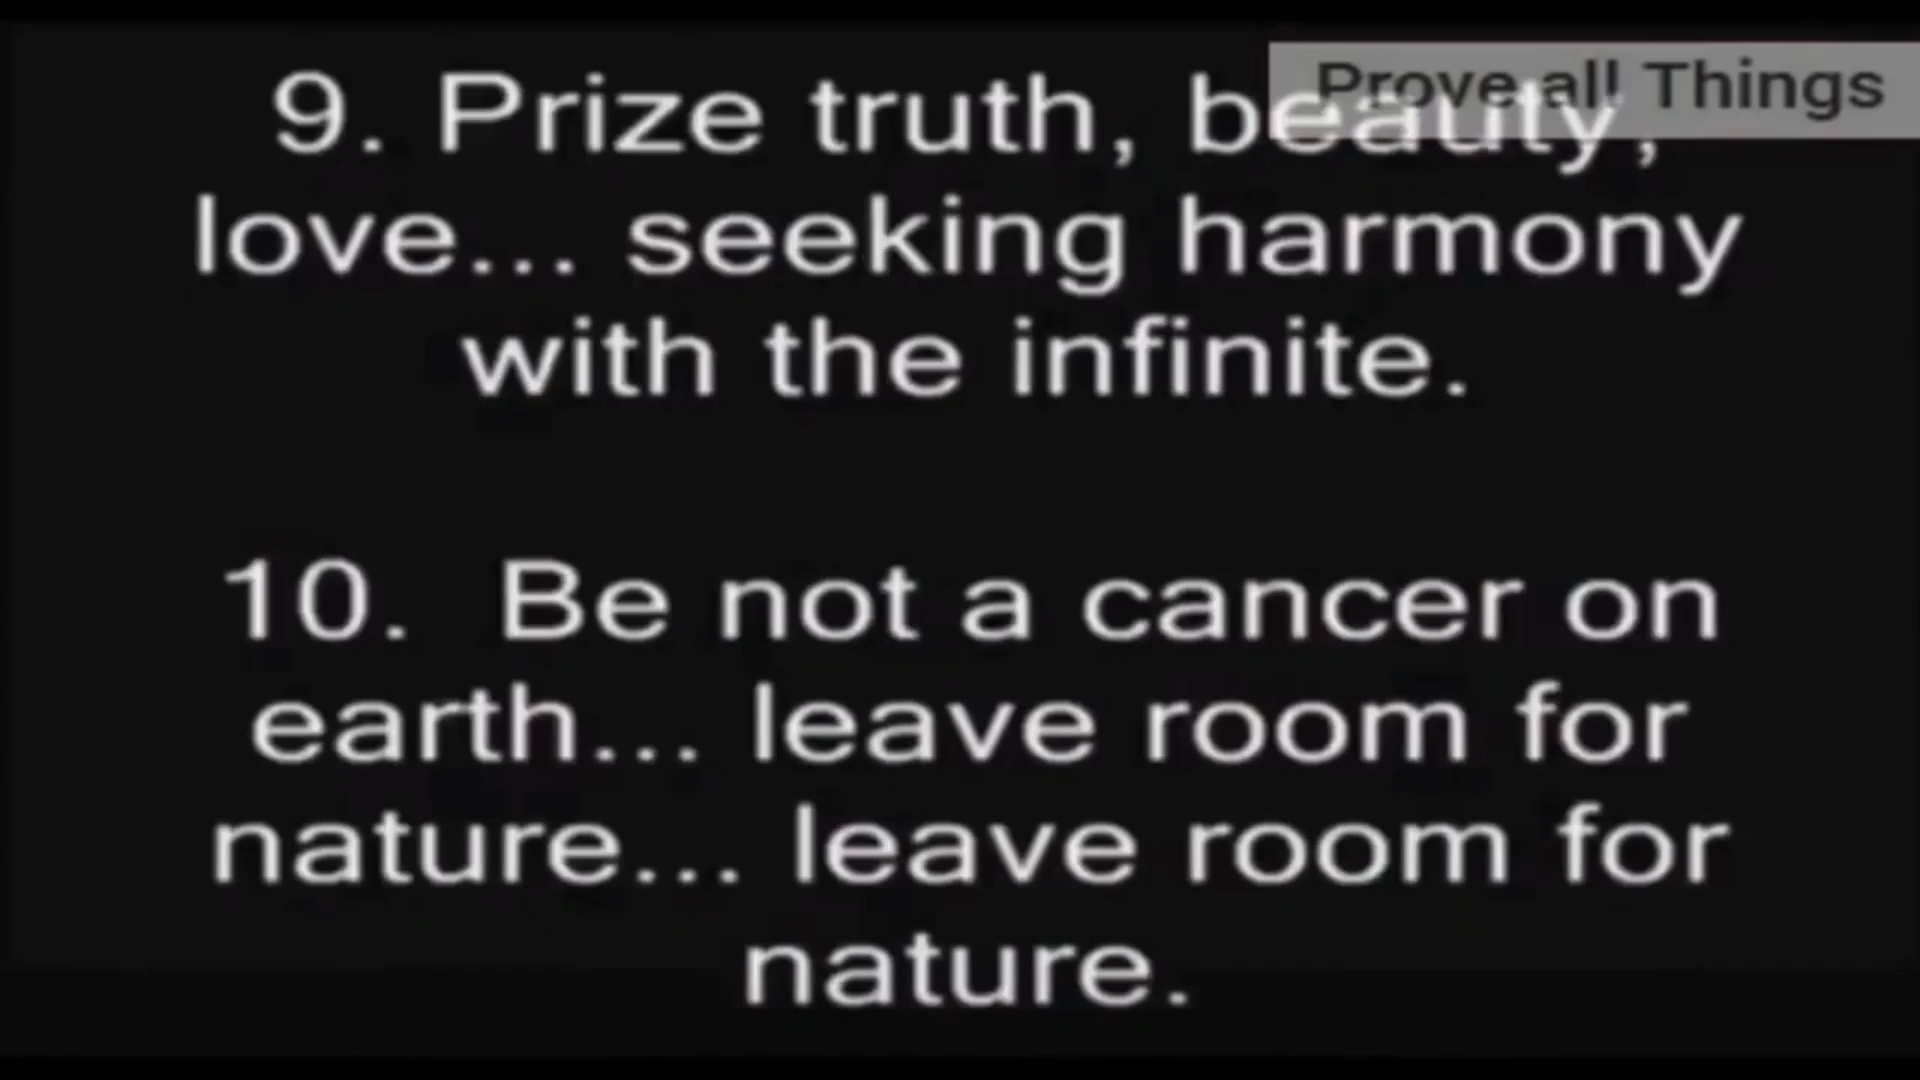 Prove all Things
9. Prize truth, beauty,
love... seeking harmony
with the infinite.
10. Be not a cancer on
earth... leave room for
nature... leave room for
nature.